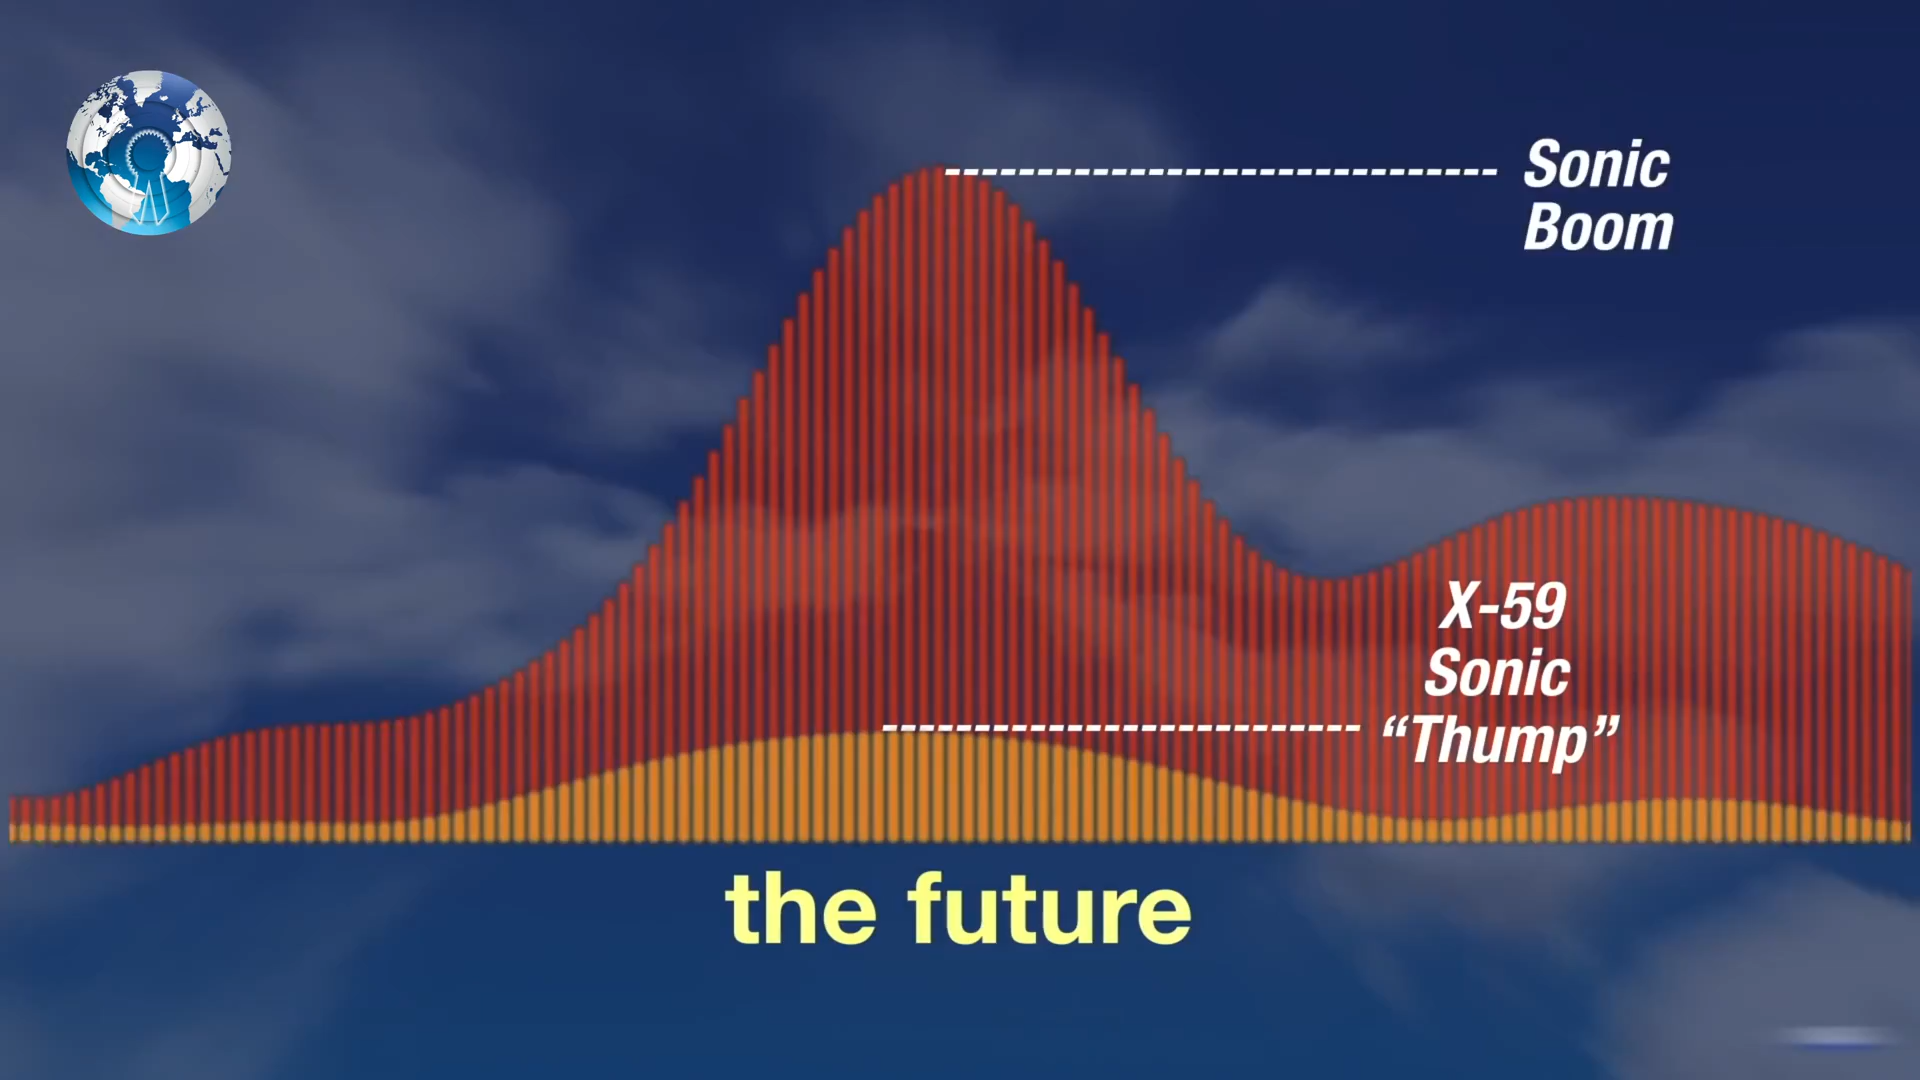 Sonic
Boom
X-59
Sonic
“Thump”
the future